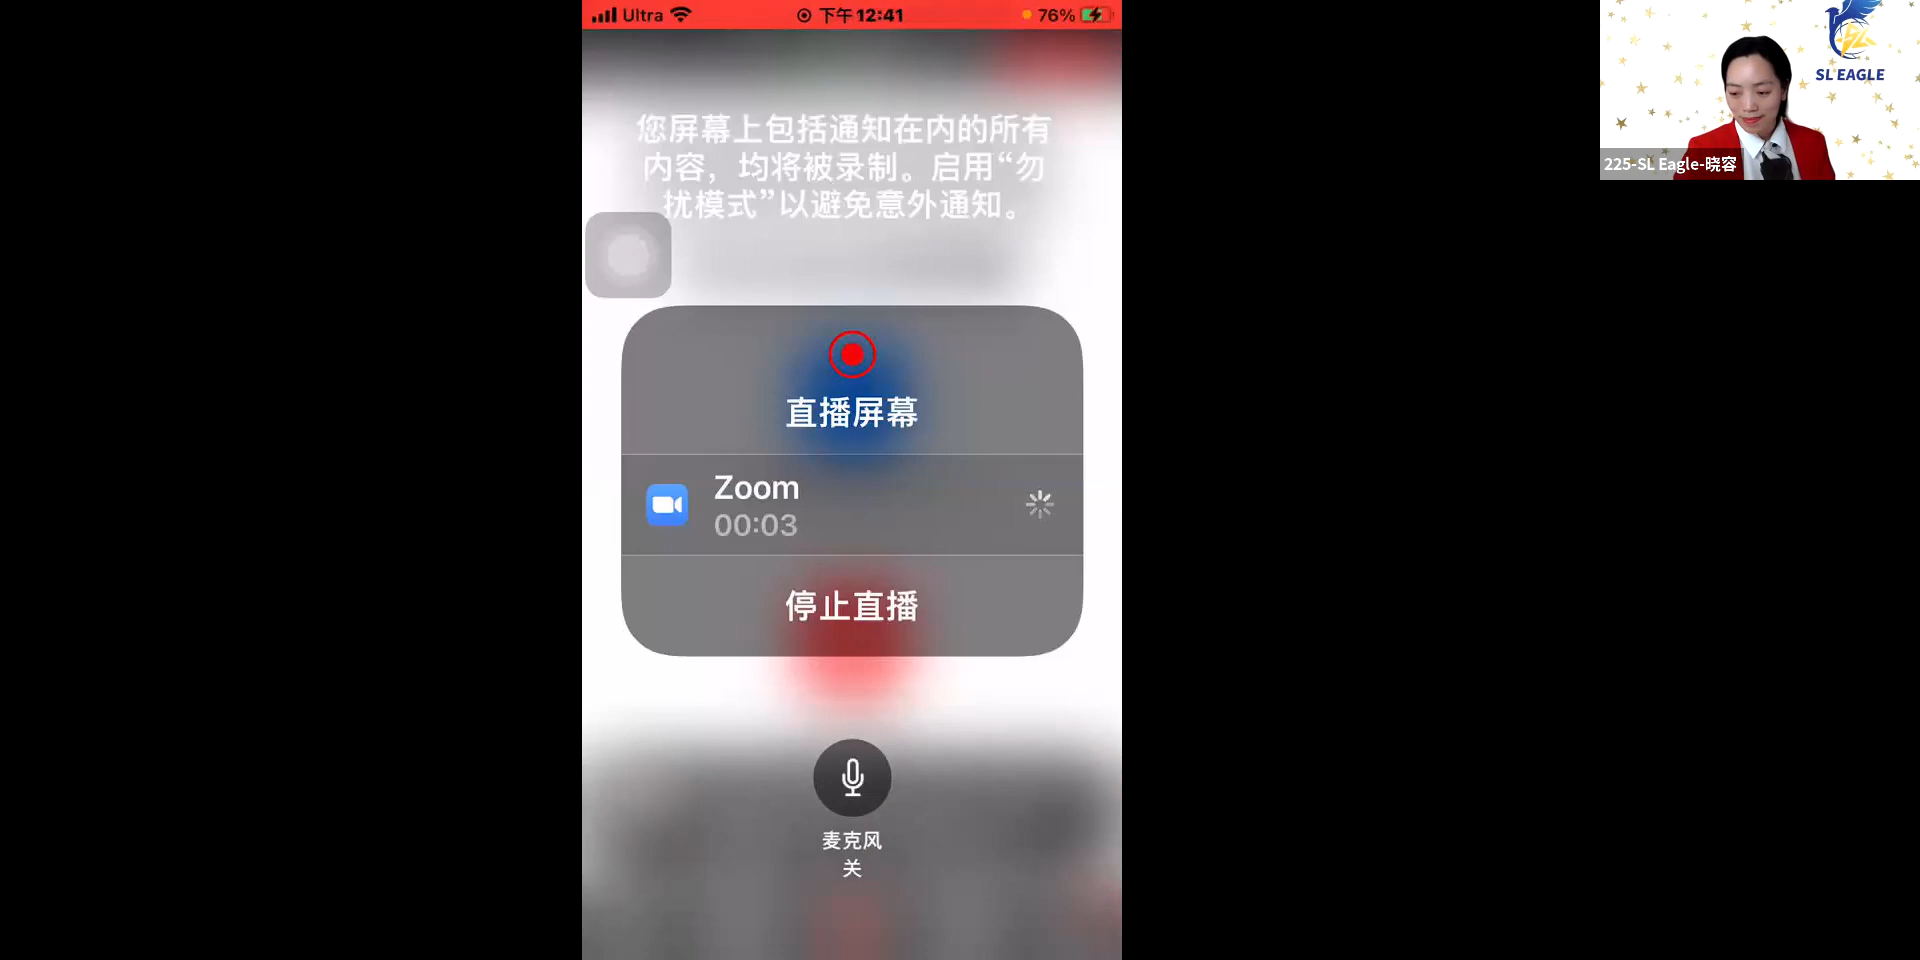 Ultra
下午12:41
76%
您屏幕上包括通知在内的所有
内容，均将被录制。启用“勿
扰模式”以避免意外通知。
直播屏幕
Zoom
00:03
停止直播
麦克风
关
SL EAGLE
225-SL Eagle-晓容